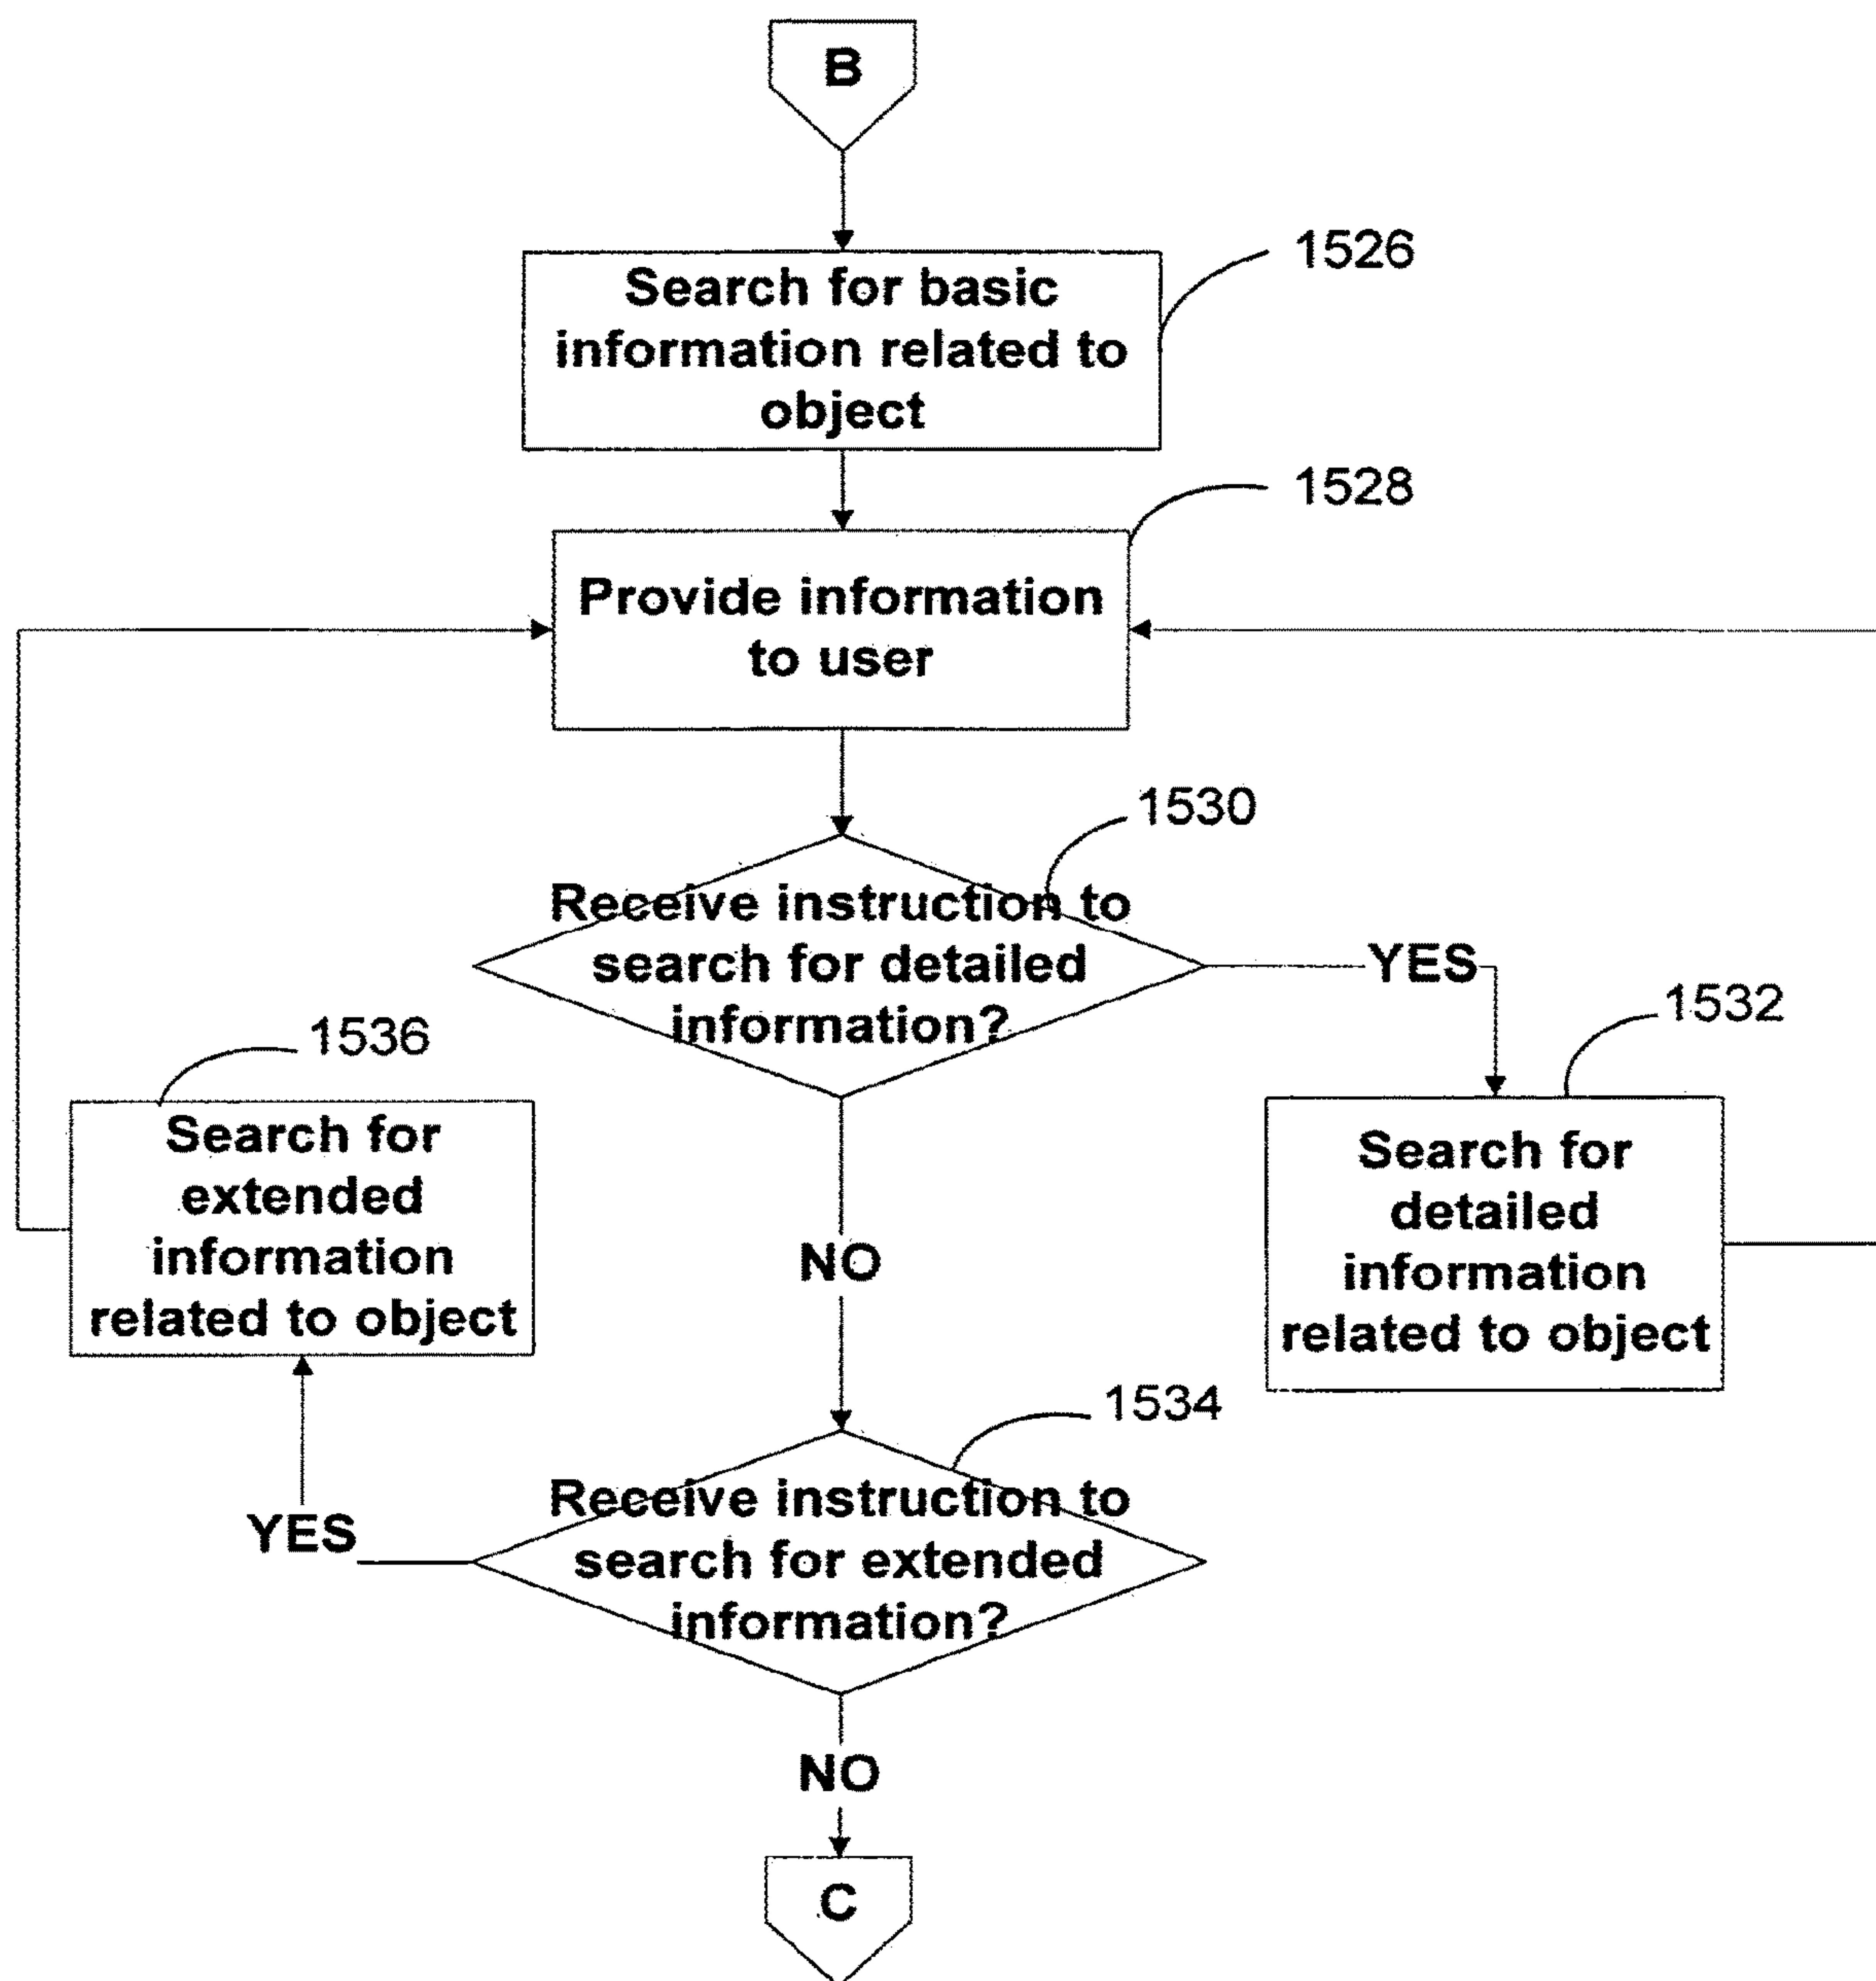 B
1526
Search for basic
information related to
object
1528
Provide information
to user
1530
Receive instruction to
search for detailed
information?
YES
1532
Search for
detailed
information
related to object
1536
Search for
extended
information
related to object
NO
1534
Receive instruction to
search for extended
information?
YES
NO
C